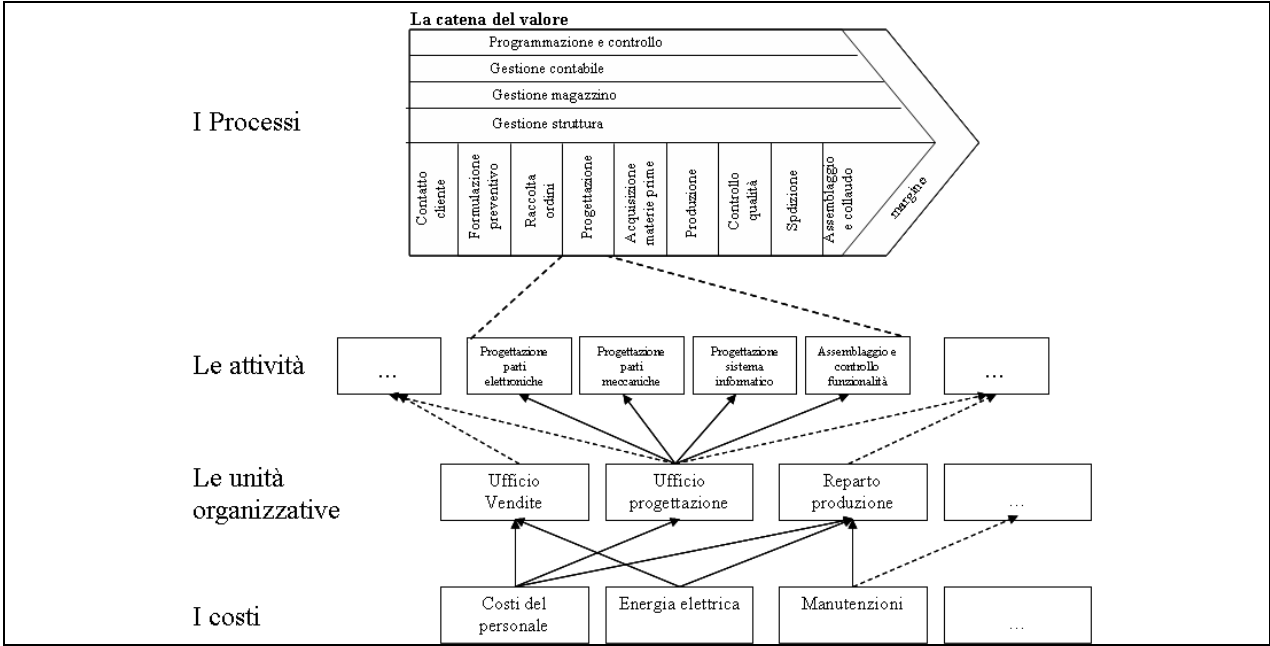 La catena del valore
Programmazione e controllo
Gestione contabile
Gestione magazzino
Gestione struttura
I Processi
Contatto
cliente
Formulazione
preventivo
Raccolta
ordini
Progettazione
Acquisizione
materie prime
Produzione
Controllo
qualità
Spdizione
Assemblaggio
e collaudo
margine
Le attività
...
Progettazione
parti
elettroniche
Progettazione
parti
meccaniche
Progettazione
sistema
informatico
Assemblaggio e
controllo
funzionalità
...
Le unità
organizzative
Ufficio
Vendite
Ufficio
progettazione
Reparto
produzione
...
I costi
Costi del
personale
Energia elettrica
Manutenzioni
...